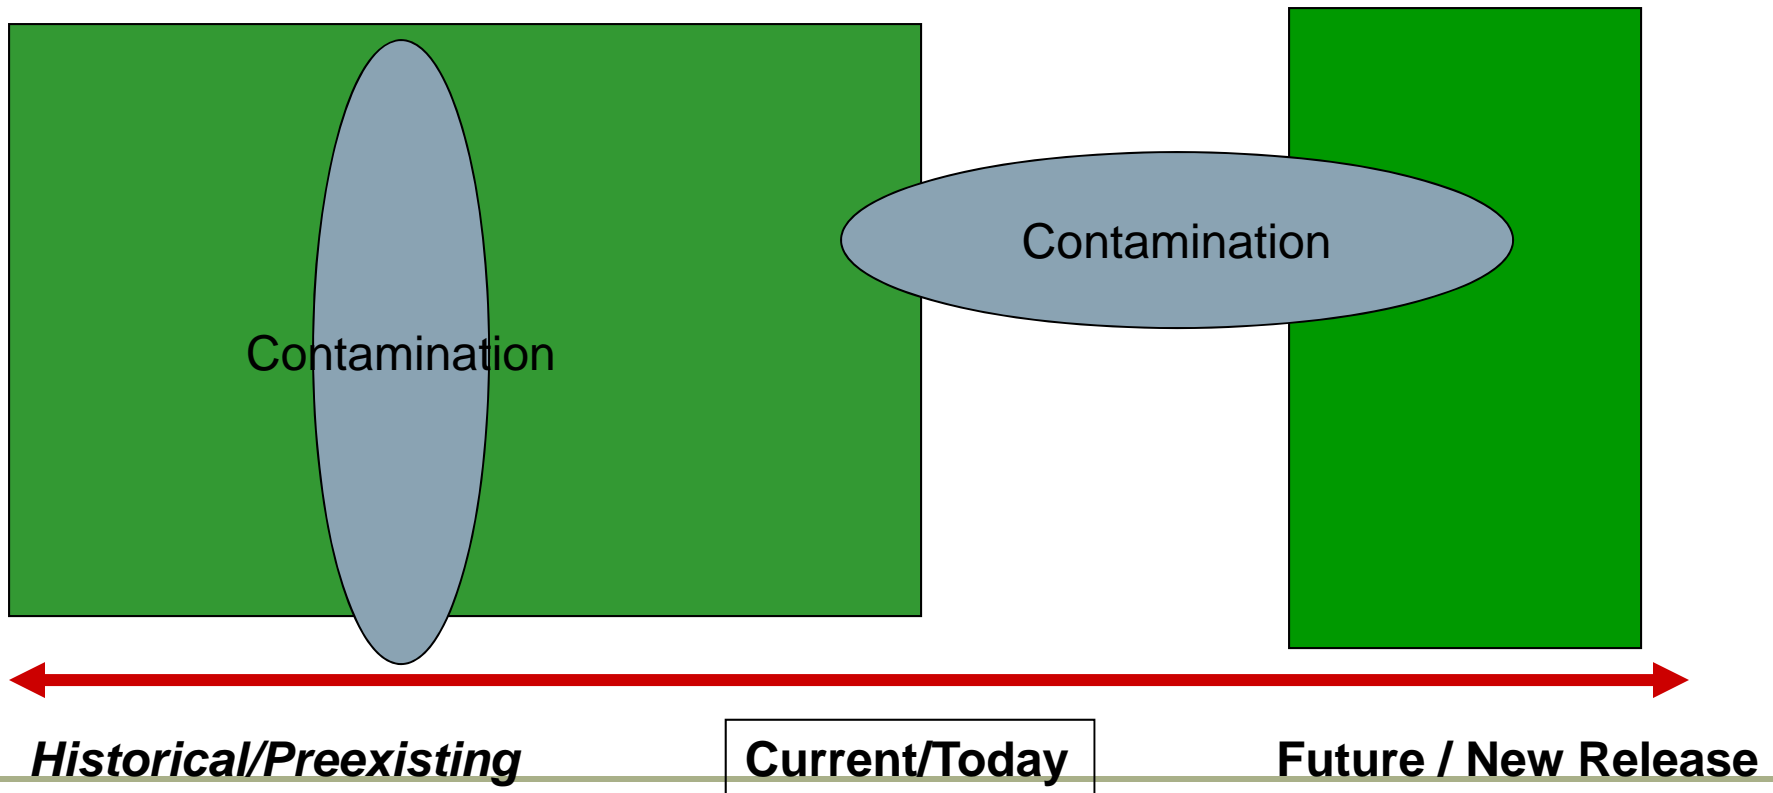 Contamination
Contamination
Historical/Preexisting
Current/Today
Future / New Release